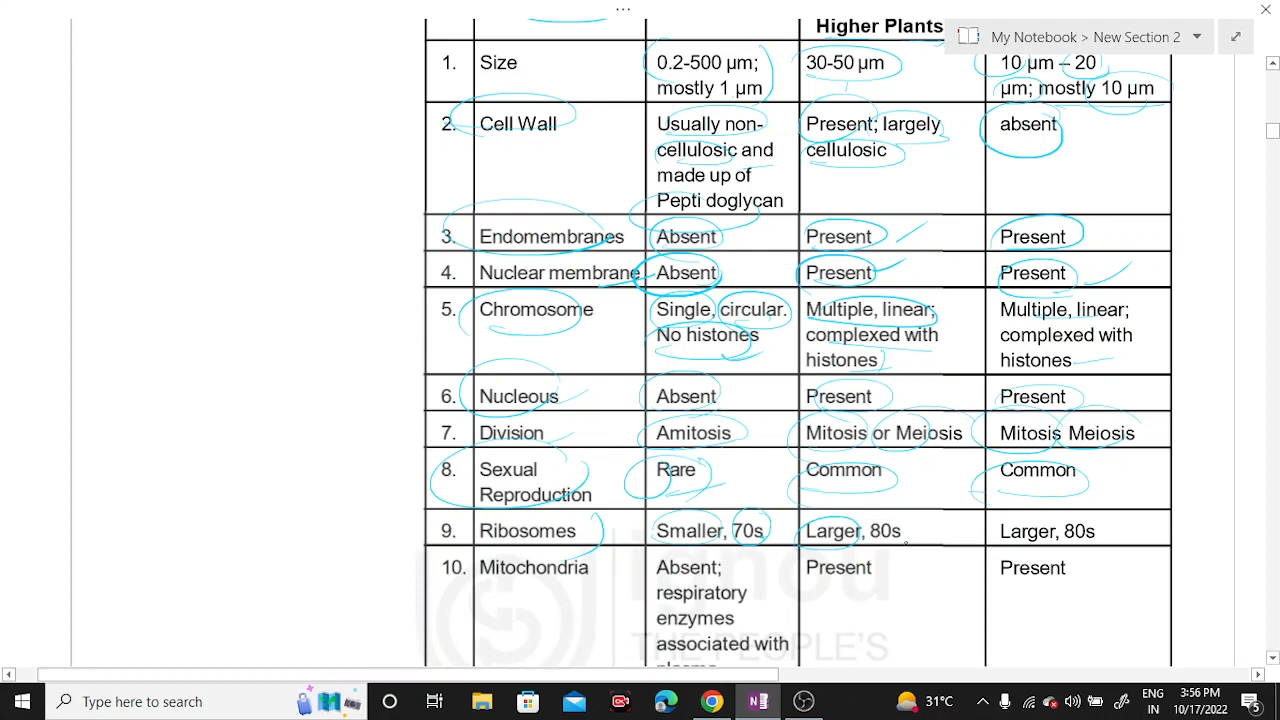 ...
Higher Plants
My Notebook > New Section 2
1. Size 0.2-500 μm; 30-50 μm 10 μm – 20
mostly 1 μm μm; mostly 10 μm
2. Cell Wall Usually non- Present; largely absent
cellulosic and cellulosic
made up of
Pepti doglycan
3. Endomembranes Absent Present Present
4. Nuclear membrane Absent Present Present
5. Chromosome Single, circular. Multiple, linear; Multiple, linear;
No histones complexed with complexed with
histones histones
6. Nucleous Absent Present Present
7. Division Amitosis Mitosis or Meiosis Mitosis Meiosis
8. Sexual Rare Common Common
Reproduction
9. Ribosomes Smaller, 70s Larger, 80s Larger, 80s
10. Mitochondria Absent; Present Present
respiratory
enzymes
associated with
ignou
THE PEOPLE'S
Type here to search
31°C
ENG 3:56 PM
IN 10/17/2022
5